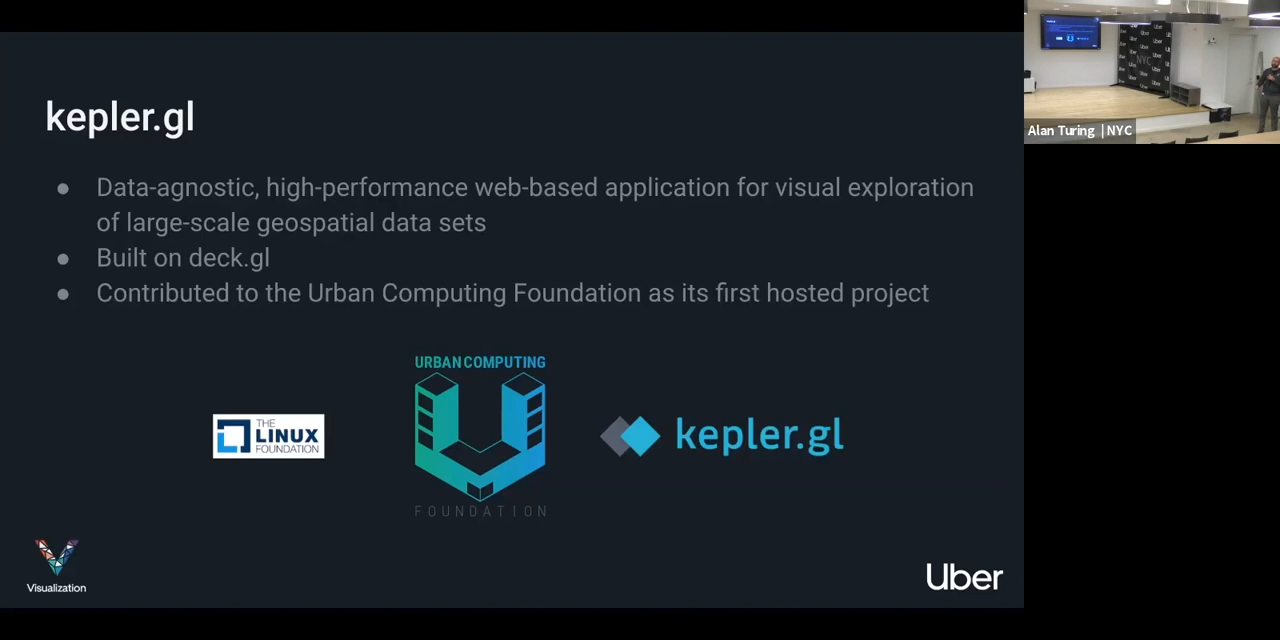 kepler.gl
● Data-agnostic, high-performance web-based application for visual exploration
of large-scale geospatial data sets
● Built on deck.gl
● Contributed to the Urban Computing Foundation as its first hosted project
URBAN COMPUTING
THE
LINUX
FOUNDATION
kepler.gl
FOUNDATION
Visualization
Uber
NYC
Uber
Alan Turing | NYC